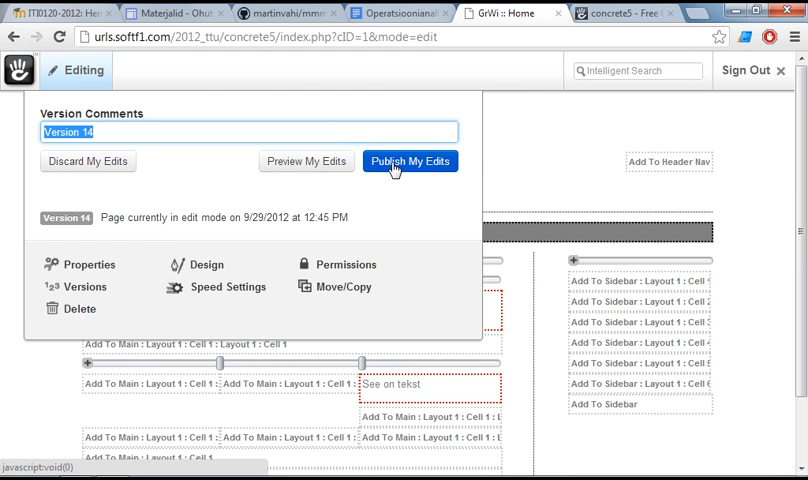 ITI0120-2012: He
Materjalid - Ohut
martinvahi/mmm
Operatsioonianal
GrWi :: Home
concrete5 - Free
urls.softf1.com/2012_ttu/concrete5/index.php?cID=1&mode=edit
Editing
Intelligent Search
Sign Out
Version Comments
Version 14
Discard My Edits
Preview My Edits
Publish My Edits
Add To Header Nav
Version 14 Page currently in edit mode on 9/29/2012 at 12:45 PM
Properties
Design
Permissions
Versions
Speed Settings
Move/Copy
Delete
Add To Sidebar : Layout 1 : Cell
Add To Sidebar : Layout 1 : Cell
Add To Sidebar : Layout 1 : Cell
Add To Sidebar : Layout 1 : Cell
Add To Sidebar : Layout 1 : Cell
Add To Sidebar : Layout 1 : Cell
Add To Sidebar
Add To Main : Layout 1 : Cell 1 : Layout 1 : Cell 1
Add To Main : Layout 1 : Cell 1 :
Add To Main : Layout 1 : Cell 1 :
See on tekst
Add To Main : Layout 1 : Cell 1 :
Add To Main : Layout 1 : Cell 1 :
Add To Main : Layout 1 : Cell 1 :
Add To Main : Layout 1 : Cell 1 :
Add To Main : Layout 1 : Cell 1
javascript:void(0)